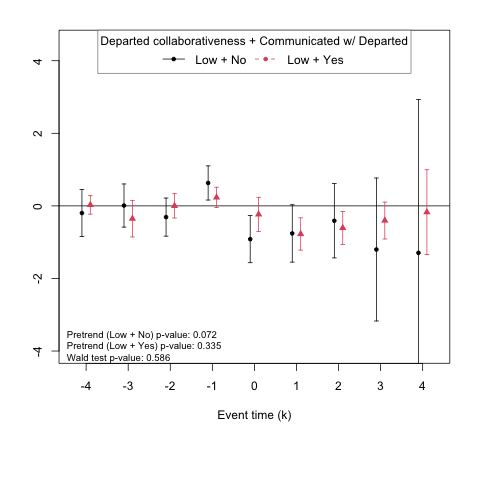 Departed collaborativeness + Communicated w/ Departed
Low + No Low + Yes
4
2
0
-2
-4
Pretrend (Low + No) p-value: 0.072
Pretrend (Low + Yes) p-value: 0.335
Wald test p-value: 0.586
-4 -3 -2 -1 0 1 2 3 4
Event time (k)